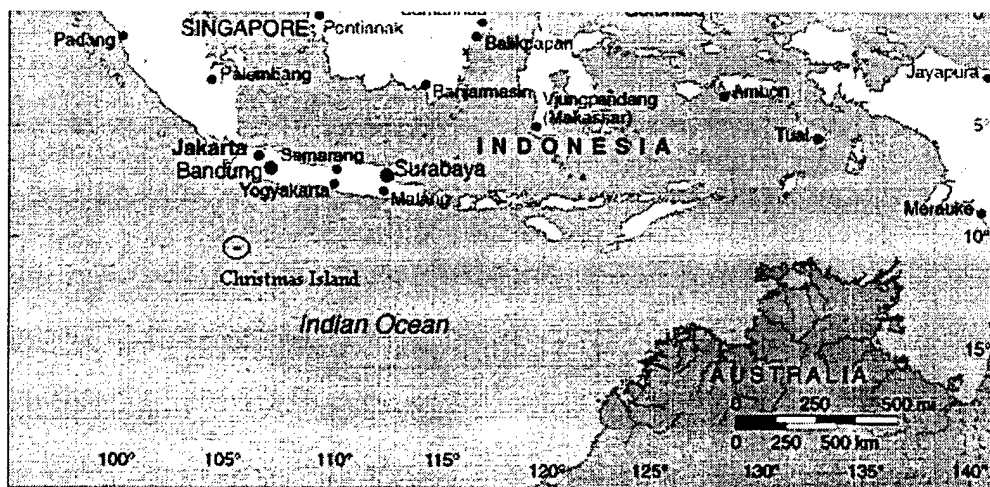 SINGAPORE
Pontianak
Padang
Balikpapan
Palembang
Jayapura
Banjarmasin
Ambon
Vjungpandang
(Makassar)
5°
INDONESIA
Tual
Jakarta
Semarang
Bandung
Surabaya
Yogyakarta
Malang
Merauke
10°
Christmas Island
Indian Ocean
15°
AUSTRALIA
0 250 500 mi
0 250 500 km
100° 105° 110° 115° 120° 125° 130° 135° 140°